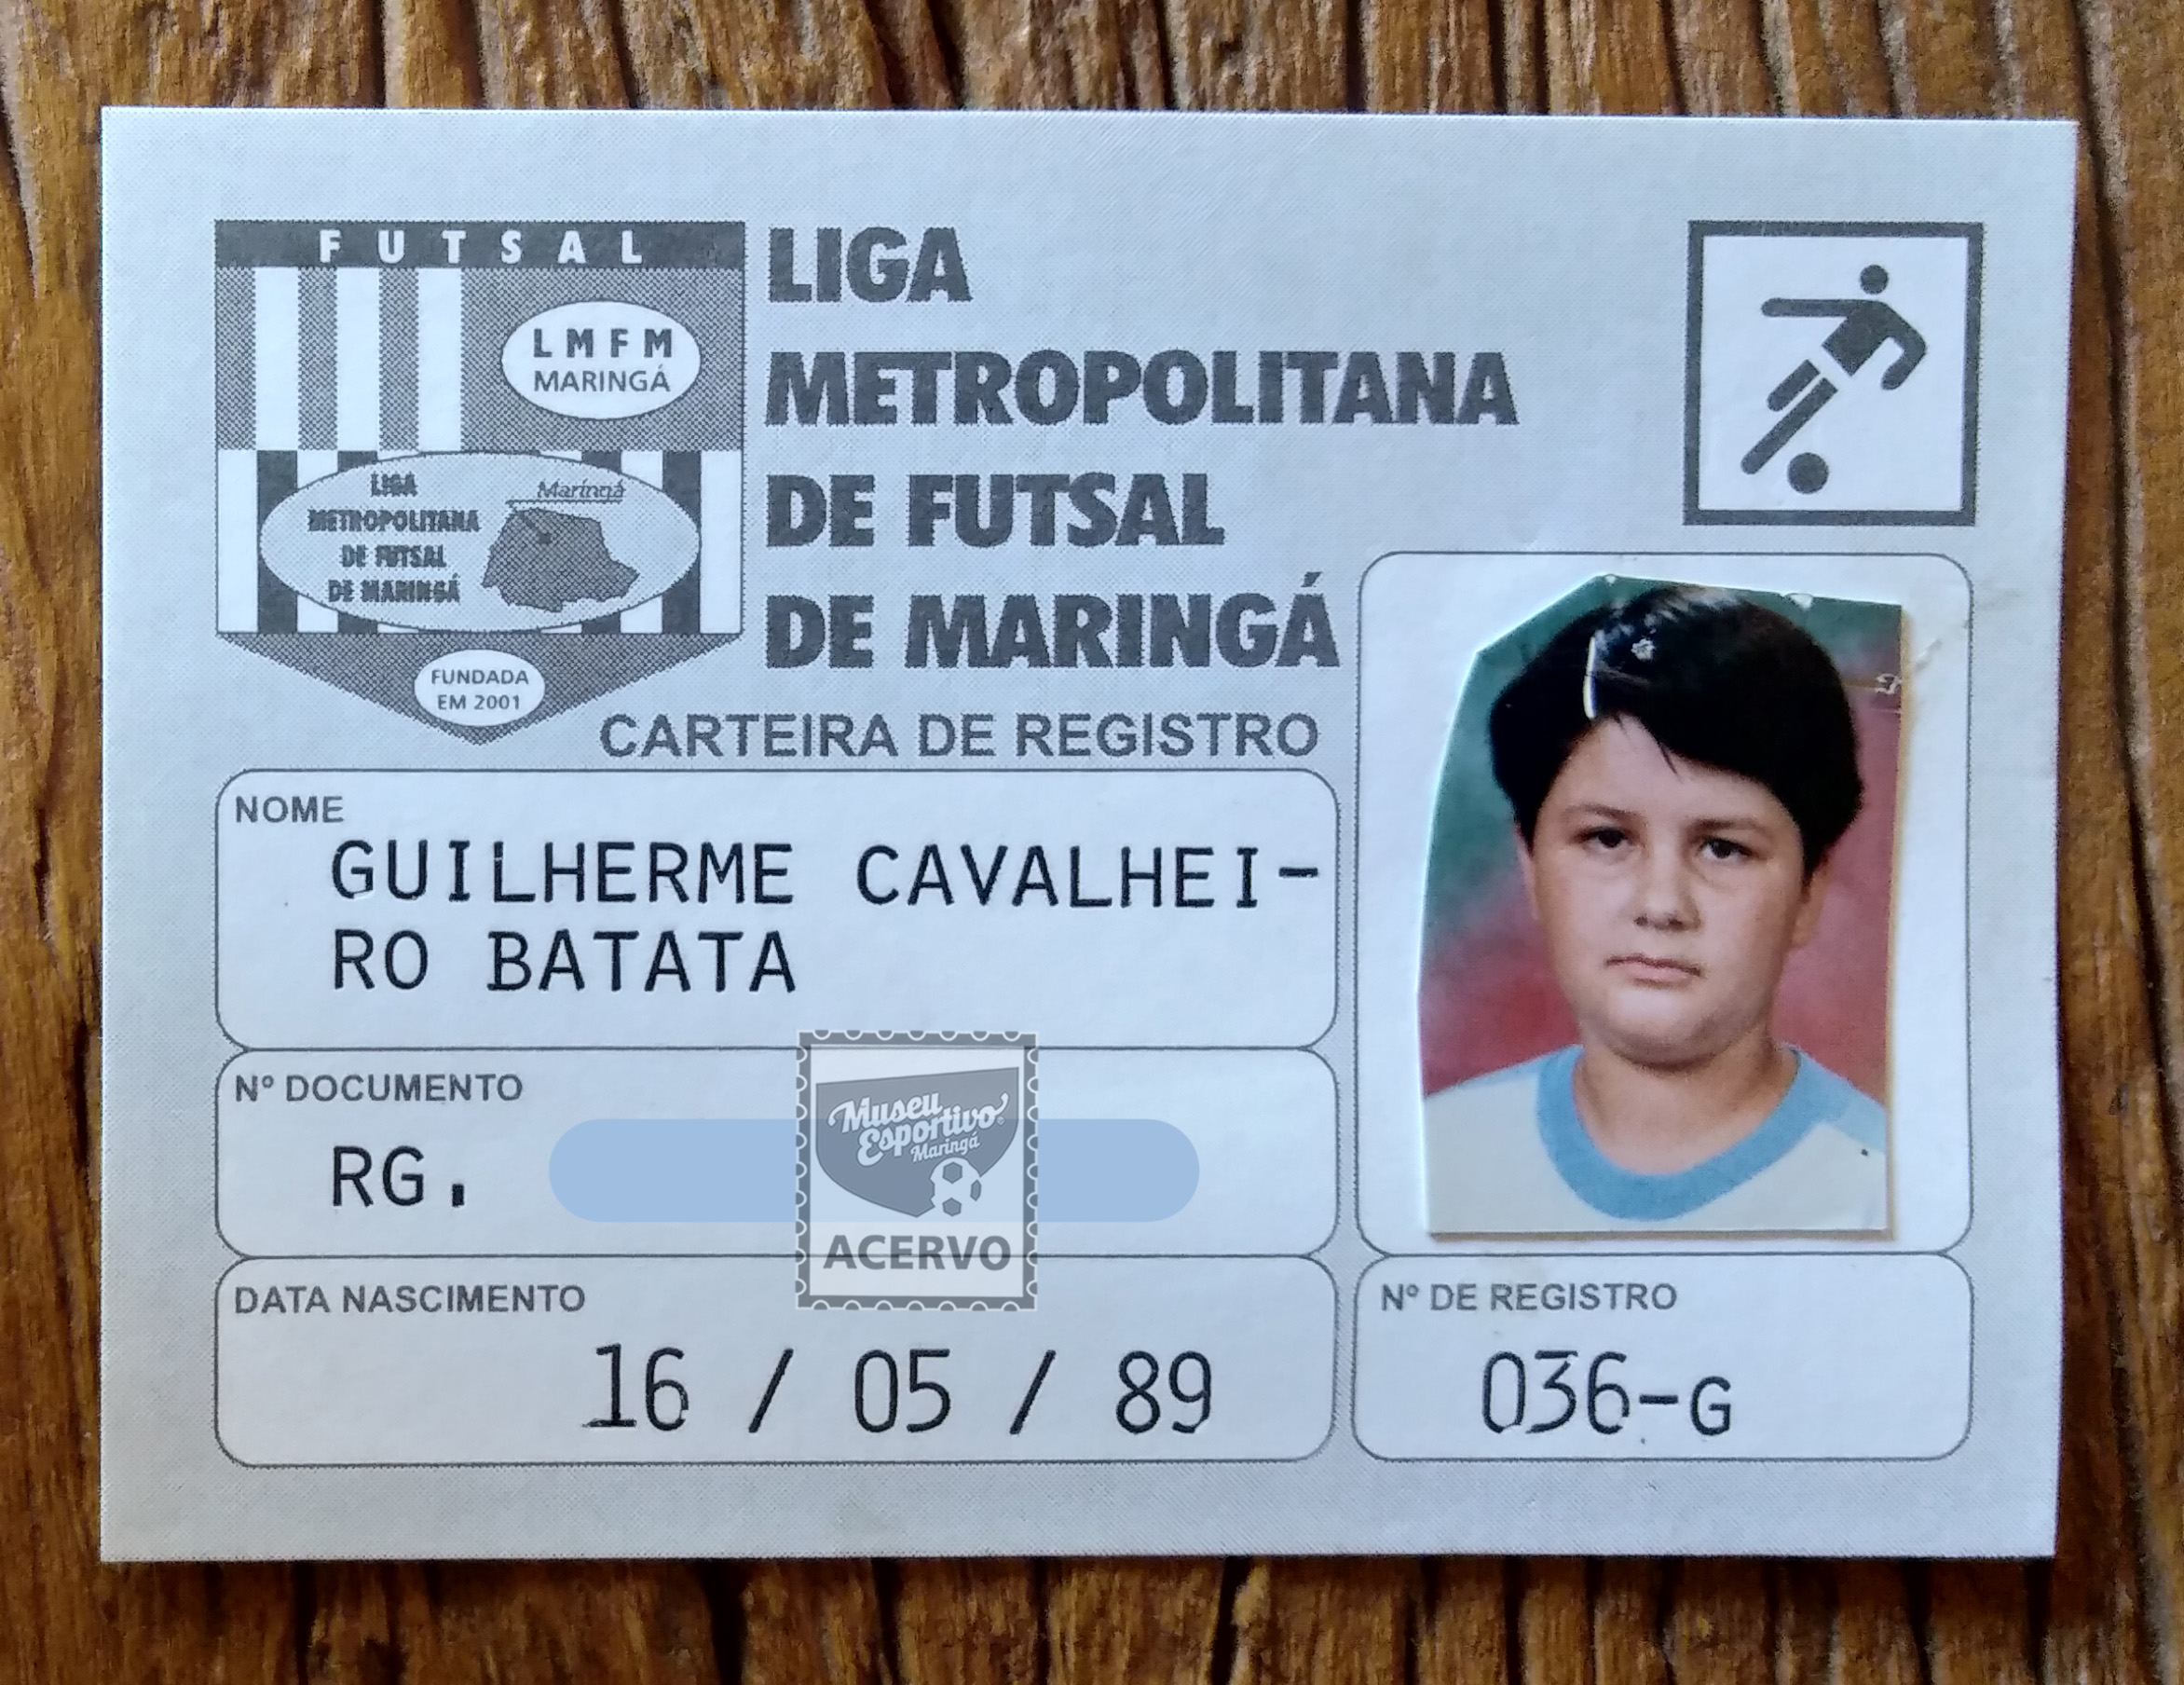 FUTSAL
LMFM
MARINGÁ
LIGA
METROPOLITANA
DE FUTSAL
DE MARINGÁ
Maringá
FUNDADA
EM 2001
LIGA
METROPOLITANA
DE FUTSAL
DE MARINGÁ
CARTEIRA DE REGISTRO
NOME
GUILHERME CAVALHEI-
RO BATATA
Nº DOCUMENTO
RG.
Museu
Esportivo
Maringá
ACERVO
DATA NASCIMENTO
16 / 05 / 89
Nº DE REGISTRO
036-G